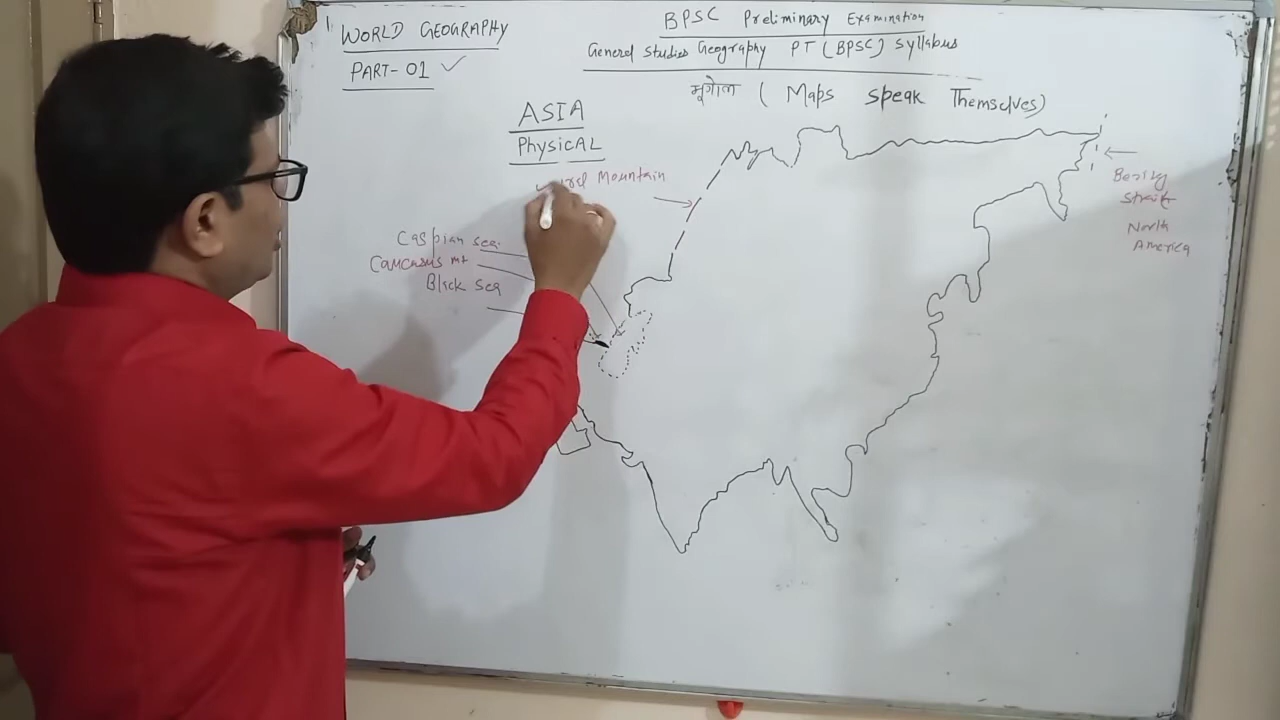 WORLD GEOGRAPHY
PART-01 ✓
BPSC Preliminary Examination
General Studies Geography PT (BPSC) Syllabus
भूगोल (Maps speak Themselves)
ASIA
PhysicAL
Mountain
Caspian sea
Caucasus mt
Black sea
Bering
Strait
North
America